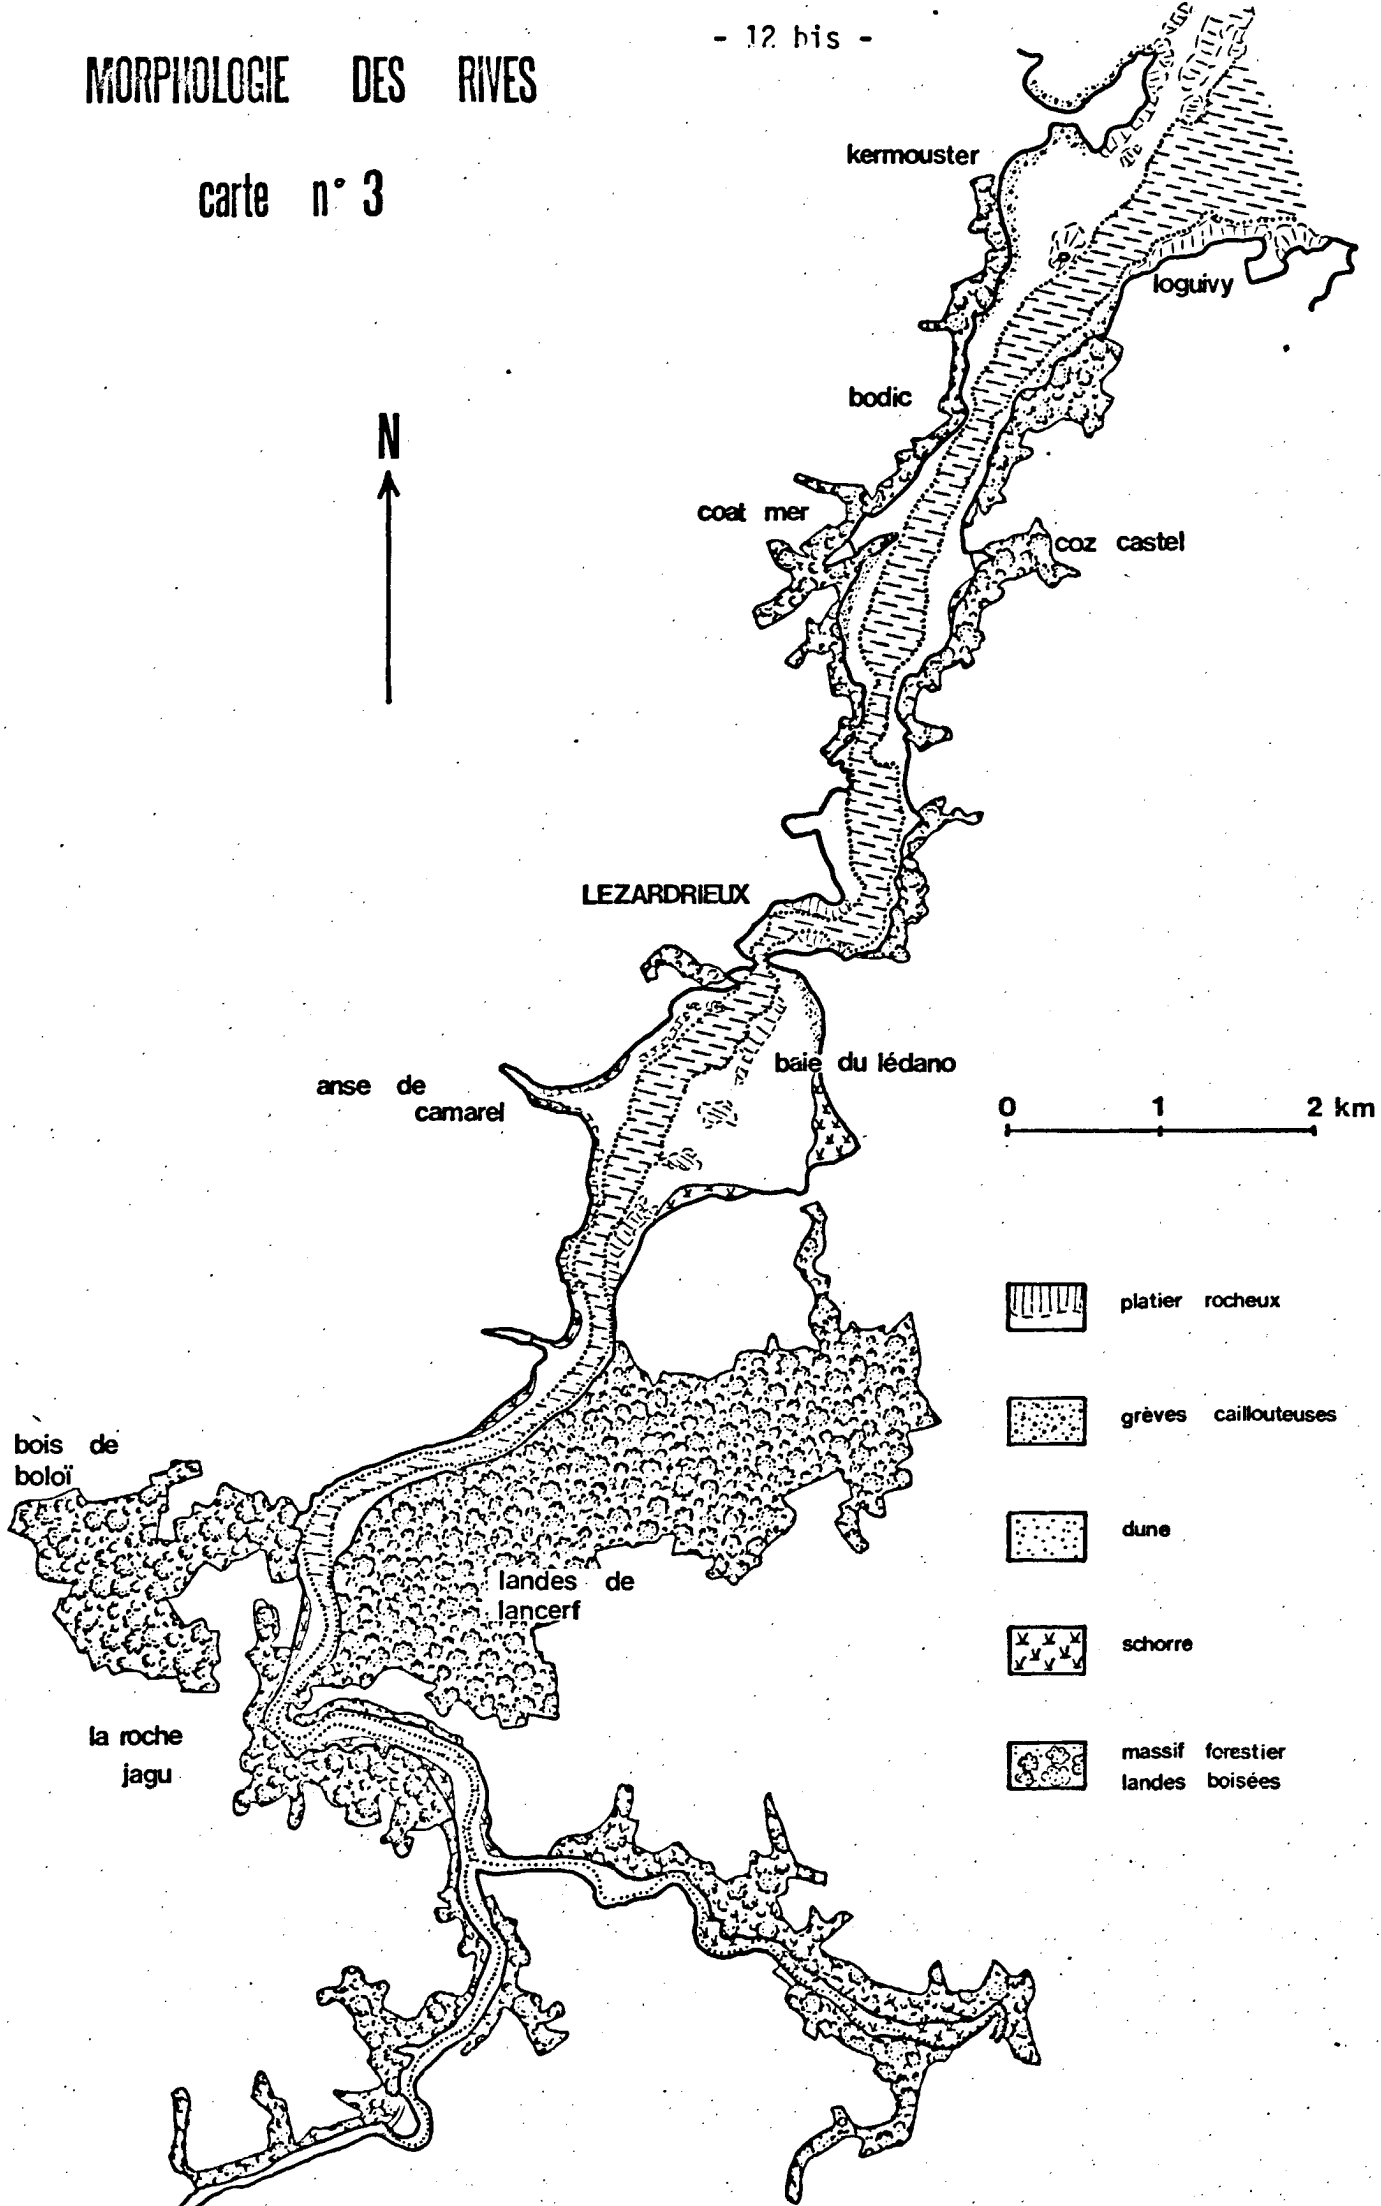 - 12 bis -
MORPHOLOGIE DES RIVES
carte n° 3
kermouster
loguivy
bodic
N
coat mer
coz castel
LEZARDRIEUX
baie du lédano
anse de
camarel
0 1 2 km
platier rocheux
grèves caillouteuses
bois de
boloï
dune
landes de
lancerf
schorre
la roche
jagu
massif forestier
landes boisées